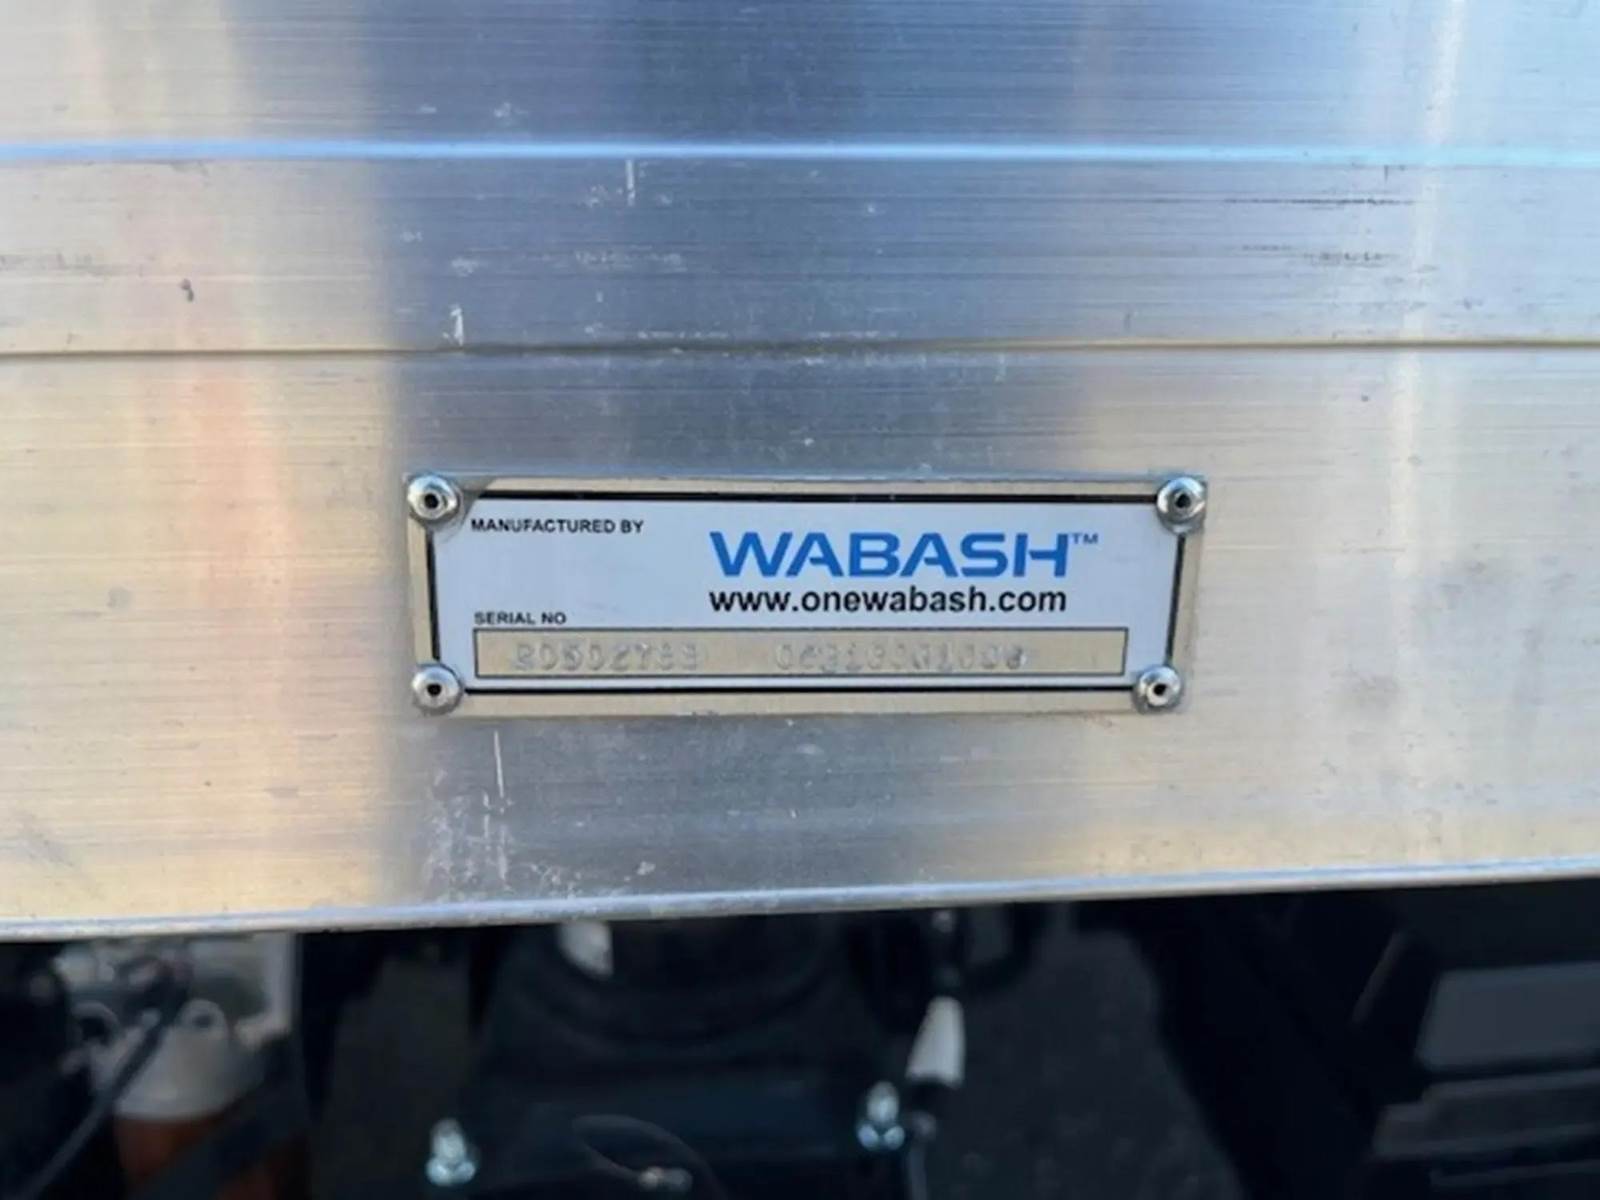 MANUFACTURED BY
WABASH™
www.onewabash.com
SERIAL NO